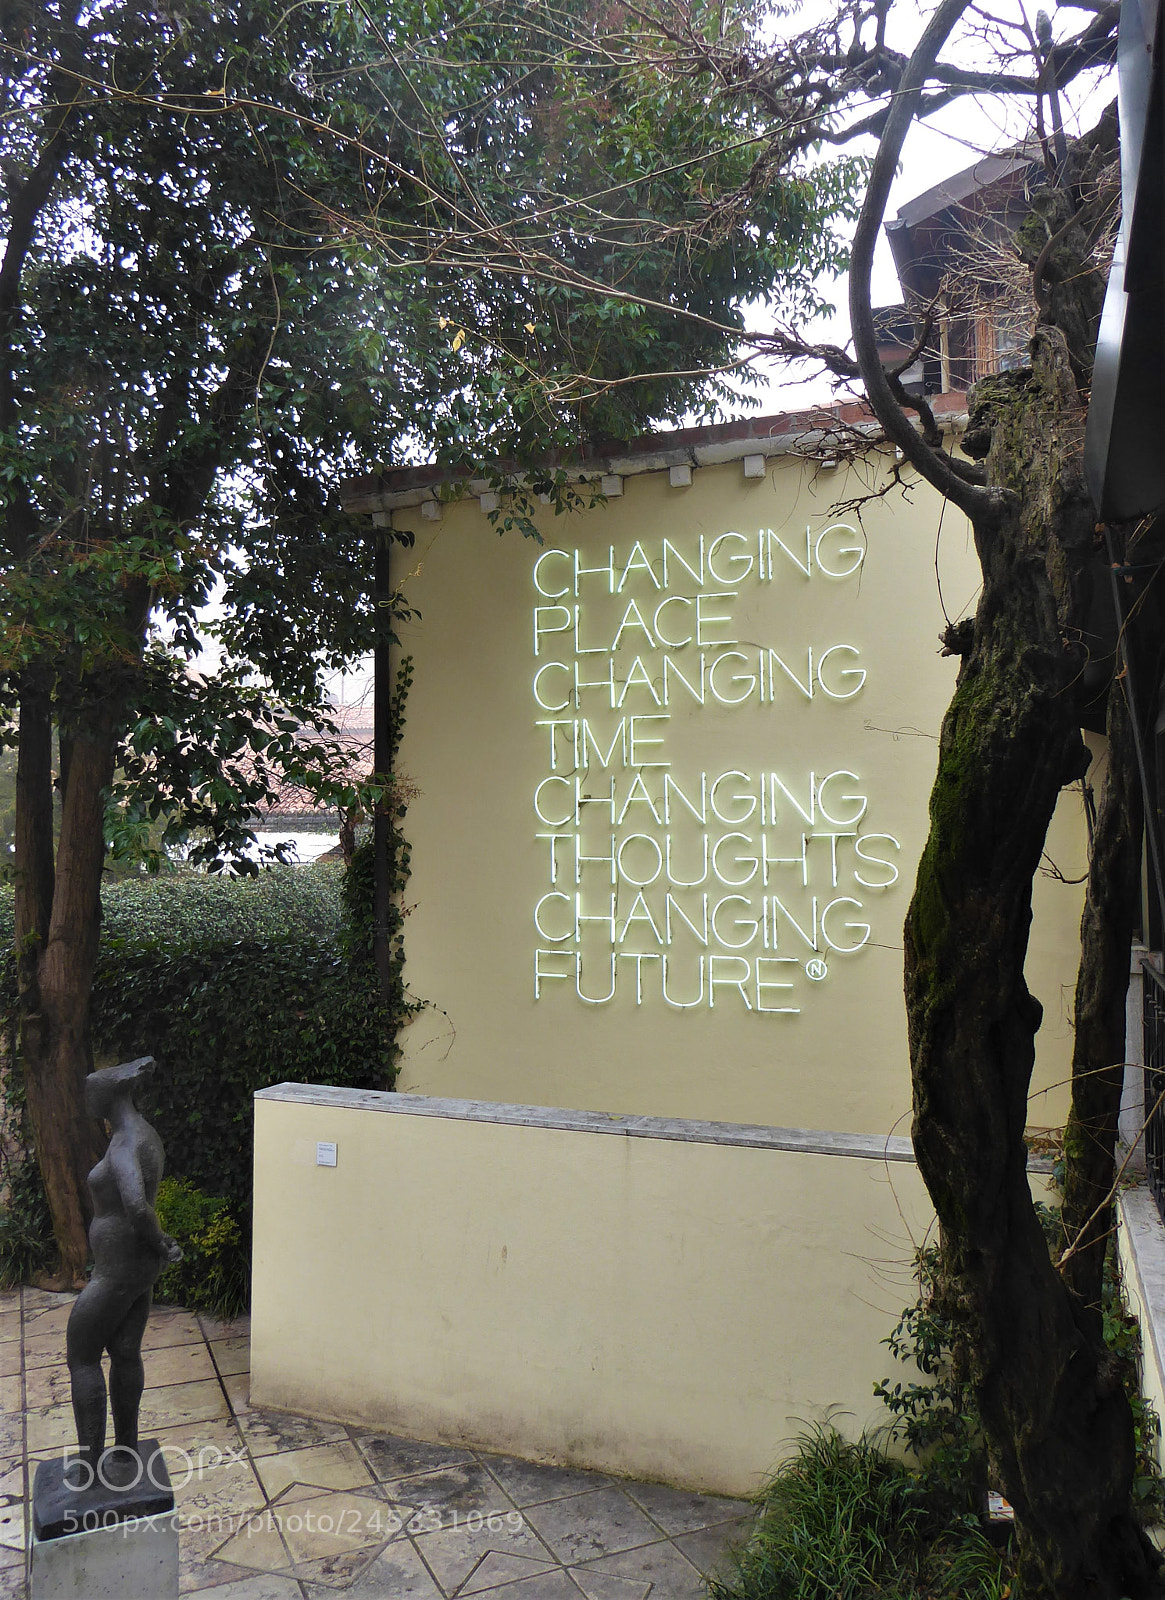 CHANGING
PLACE
CHANGING
TIME
CHANGING
THOUGHTS
CHANGING
FUTURE Ⓝ
500px
500px.com/photo/245331069